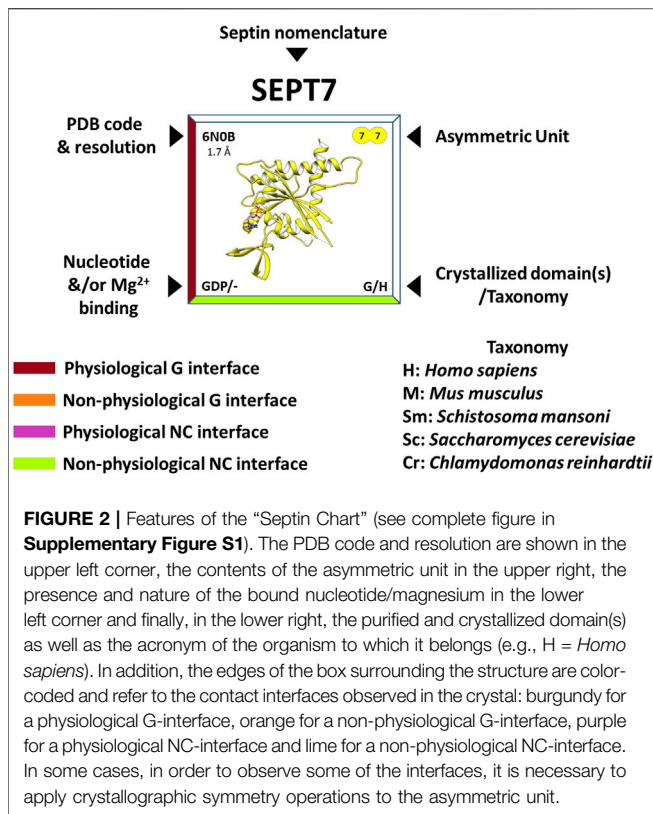 Septin nomenclature
SEPT7
PDB code
& resolution
6N0B
1.7 Å
7 7
Asymmetric Unit
Nucleotide
&/or Mg2+
binding
GDP/-
G/H
Crystallized domain(s)
/Taxonomy
Physiological G interface
Non-physiological G interface
Physiological NC interface
Non-physiological NC interface
Taxonomy
H: Homo sapiens
M: Mus musculus
Sm: Schistosoma mansoni
Sc: Saccharomyces cerevisiae
Cr: Chlamydomonas reinhardtii
FIGURE 2 | Features of the “Septin Chart” (see complete figure in
Supplementary Figure S1). The PDB code and resolution are shown in the
upper left corner, the contents of the asymmetric unit in the upper right, the
presence and nature of the bound nucleotide/magnesium in the lower
left corner and finally, in the lower right, the purified and crystallized domain(s)
as well as the acronym of the organism to which it belongs (e.g., H = Homo
sapiens). In addition, the edges of the box surrounding the structure are color-
coded and refer to the contact interfaces observed in the crystal: burgundy for
a physiological G-interface, orange for a non-physiological G-interface, purple
for a physiological NC-interface and lime for a non-physiological NC-interface.
In some cases, in order to observe some of the interfaces, it is necessary to
apply crystallographic symmetry operations to the asymmetric unit.